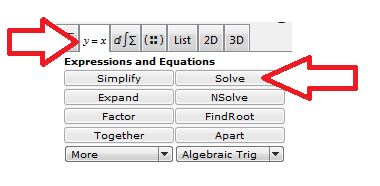 y = x d∫Σ (∷) List 2D 3D
Expressions and Equations
Simplify Solve
Expand NSolve
Factor FindRoot
Together Apart
More Algebraic Trig